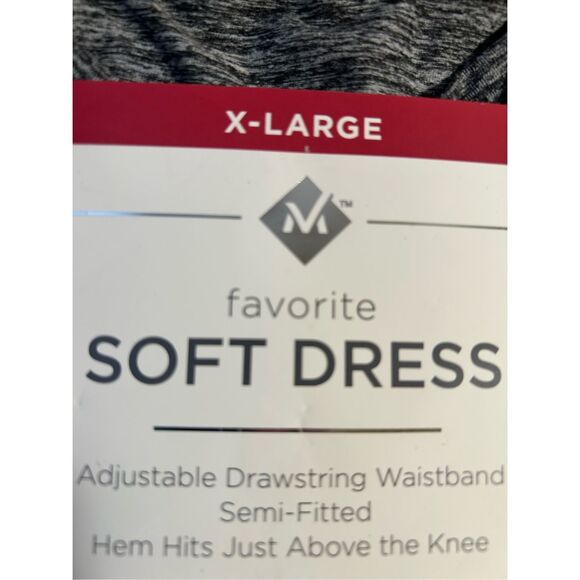 X-LARGE
M™
favorite
SOFT DRESS
Adjustable Drawstring Waistband
Semi-Fitted
Hem Hits Just Above the Knee